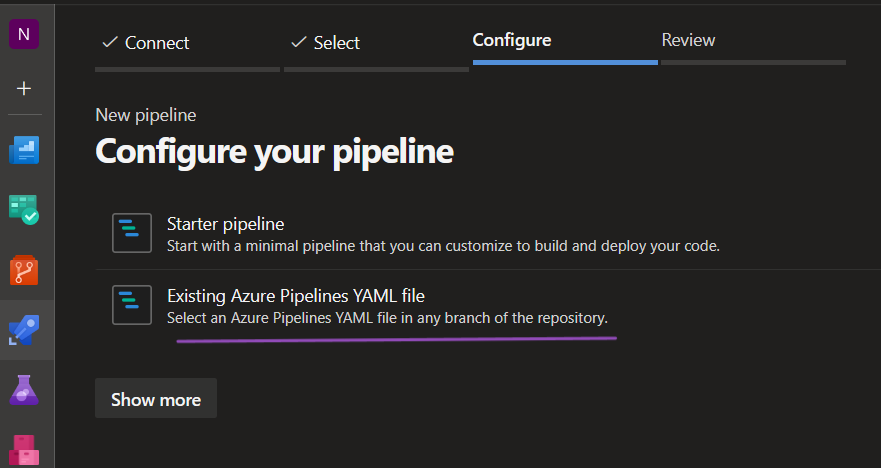 N
Connect
Select
Configure
Review
New pipeline
Configure your pipeline
Starter pipeline
Start with a minimal pipeline that you can customize to build and deploy your code.
Existing Azure Pipelines YAML file
Select an Azure Pipelines YAML file in any branch of the repository.
Show more